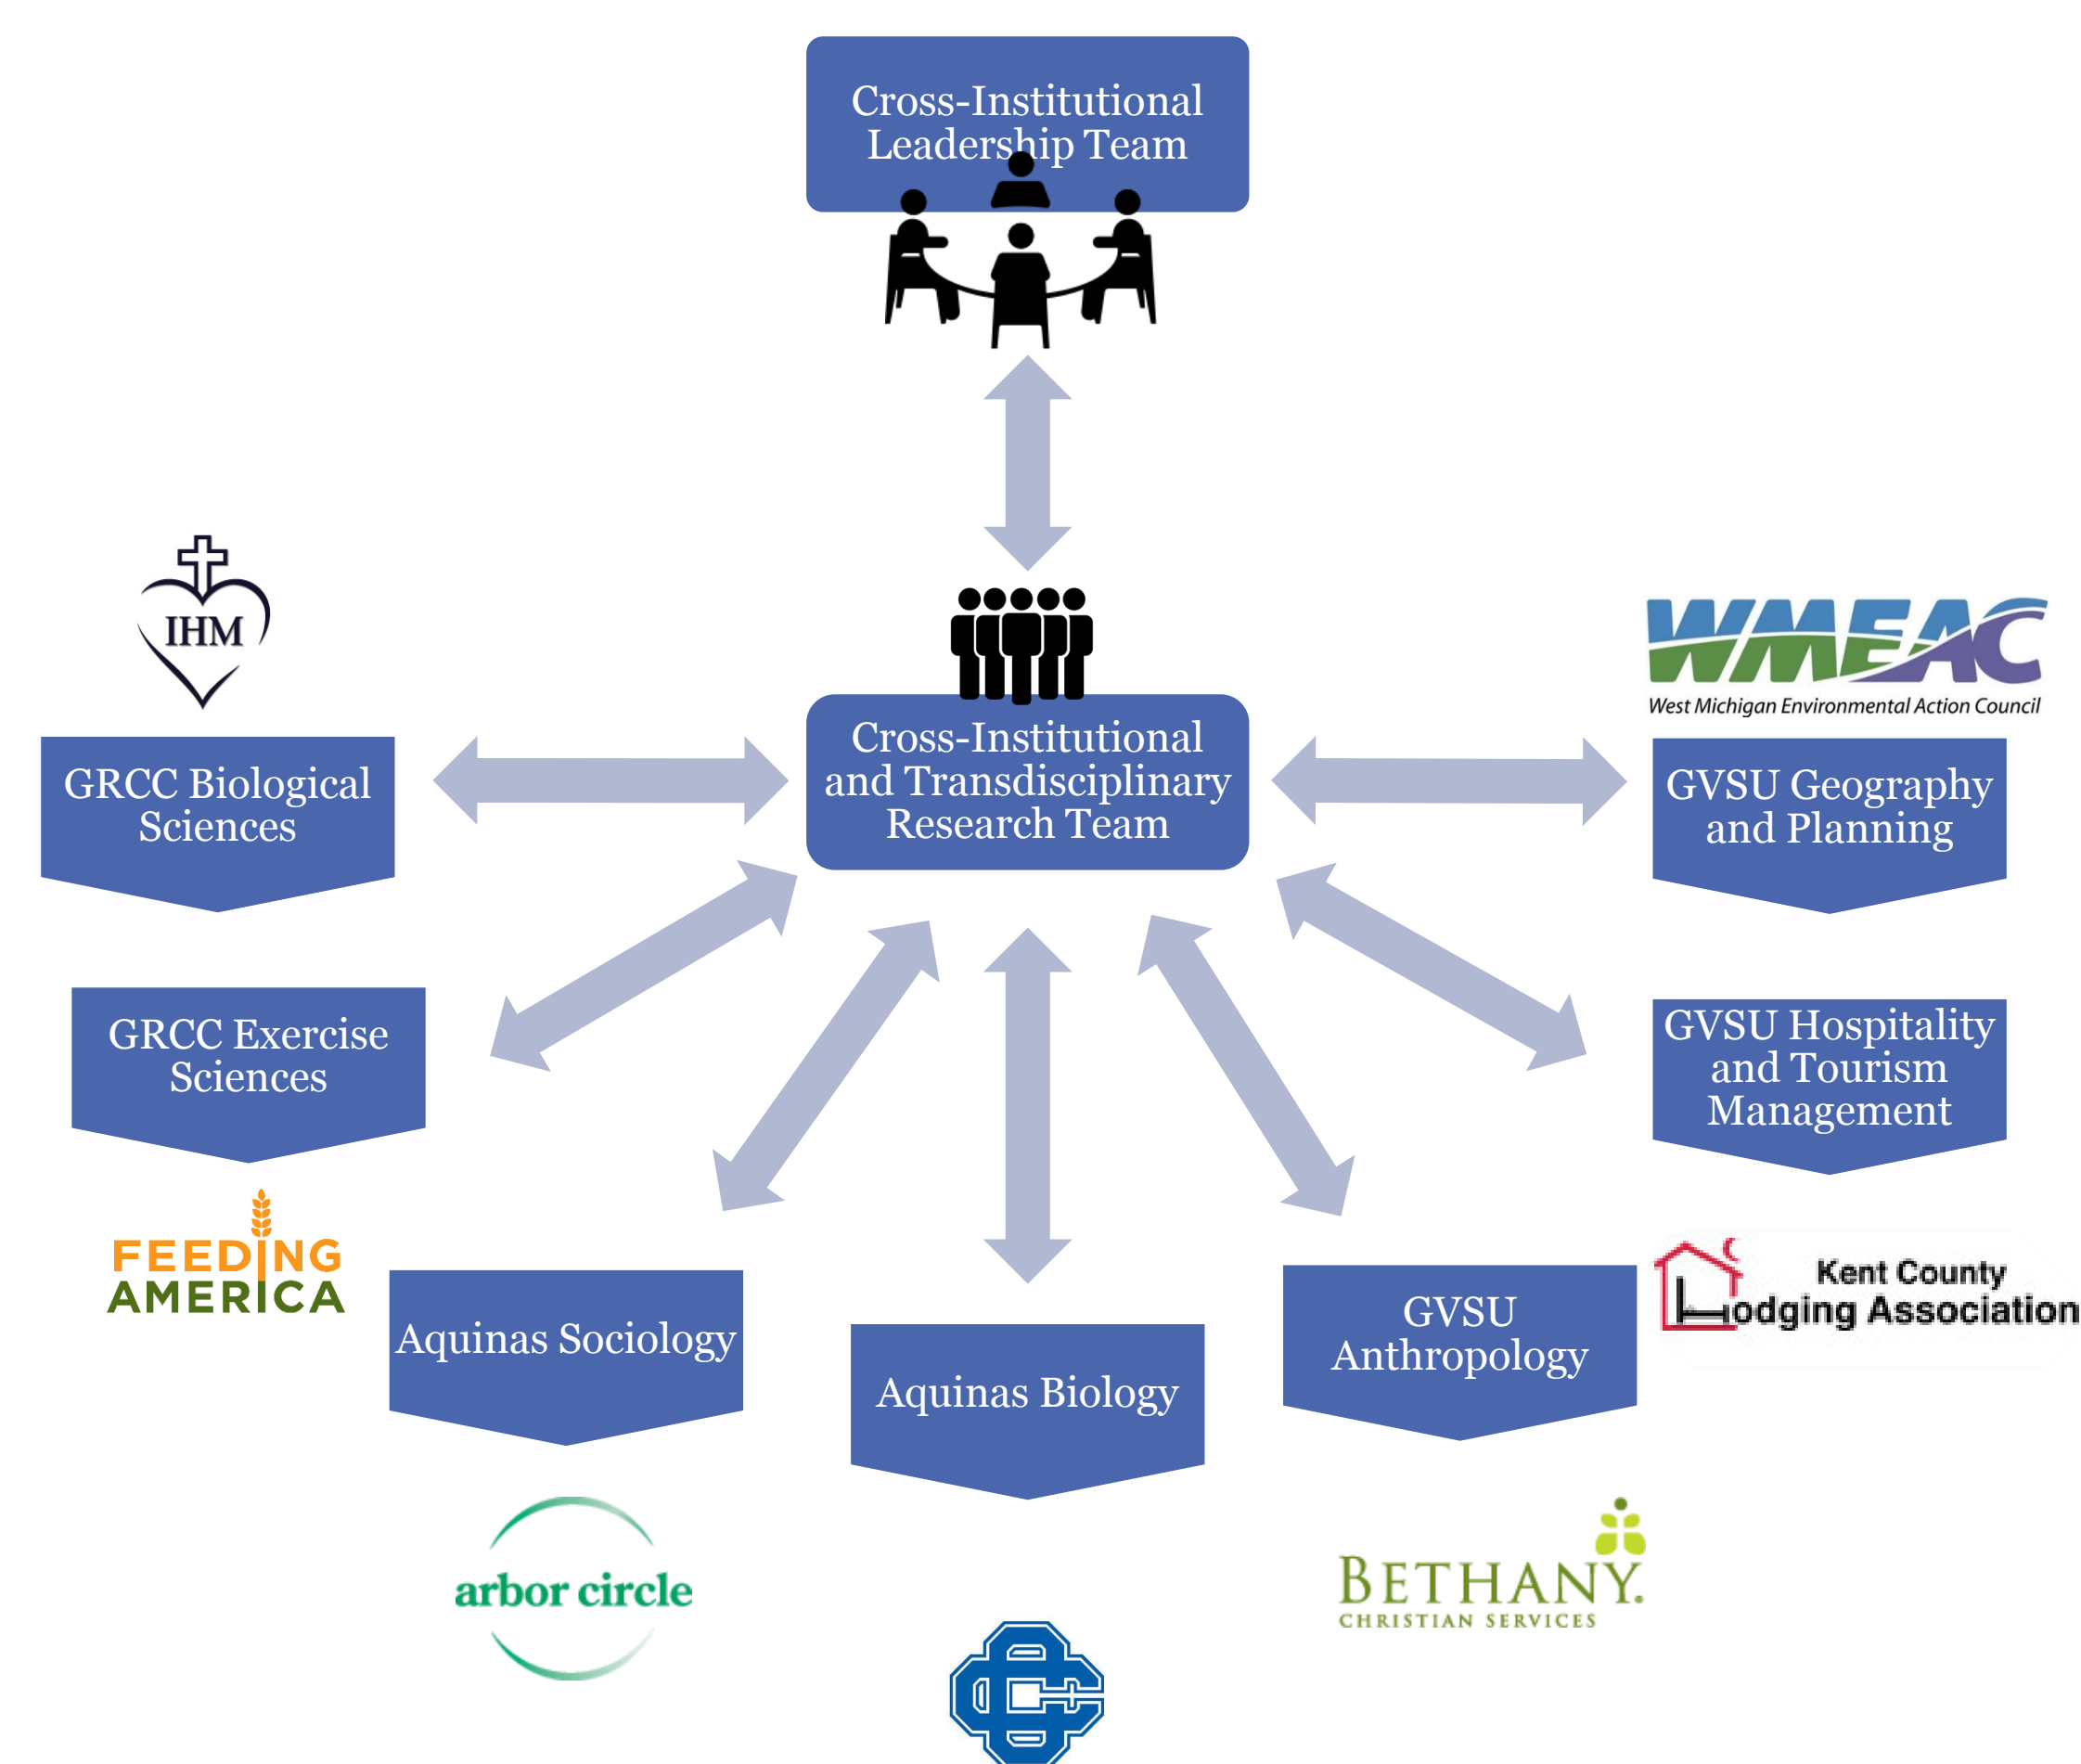 Cross-Institutional
Leadership Team
IHM
WMEAC
West Michigan Environmental Action Council
Cross-Institutional
and Transdisciplinary
Research Team
GRCC Biological
Sciences
GVSU Geography
and Planning
GRCC Exercise
Sciences
GVSU Hospitality
and Tourism
Management
FEEDING
AMERICA
Aquinas Sociology
Aquinas Biology
GVSU
Anthropology
Kent County
Lodging Association
arbor circle
BETHANY.
CHRISTIAN SERVICES